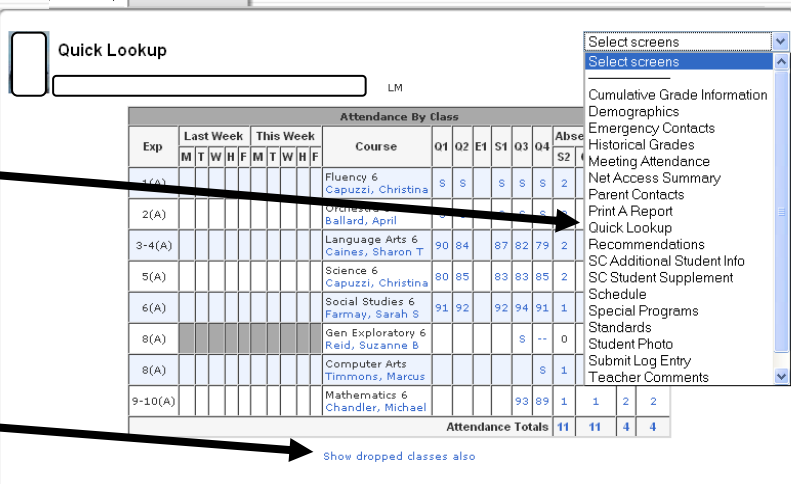 Quick Lookup
Select screens
LM
Select screens
Cumulative Grade Information
Demographics
Emergency Contacts
Historical Grades
Meeting Attendance
Net Access Summary
Parent Contacts
Print A Report
Quick Lookup
Recommendations
SC Additional Student Info
SC Student Supplement
Schedule
Special Programs
Standards
Student Photo
Submit Log Entry
Teacher Comments
Attendance By Class
Exp Last Week This Week Course Q1 Q2 E1 S1 Q3 Q4
M T W H F M T W H F S2
1(A) Fluency 6 S S S S S 2
Capuzzi, Christina
2(A)
Ballard, April
3-4(A) Language Arts 6 90 84 87 82 79 2
Caines, Sharon T
5(A) Science 6 80 85 83 83 85 2
Capuzzi, Christina
6(A) Social Studies 6 91 92 92 94 91 1
Farmay, Sarah S
8(A) Gen Exploratory 6 S -- 0
Reid, Suzanne B
8(A) Computer Arts S 1
Timmons, Marcus
9-10(A) Mathematics 6 93 89 1 1 2 2
Chandler, Michael
Attendance Totals 11 11 4 4
Show dropped classes also